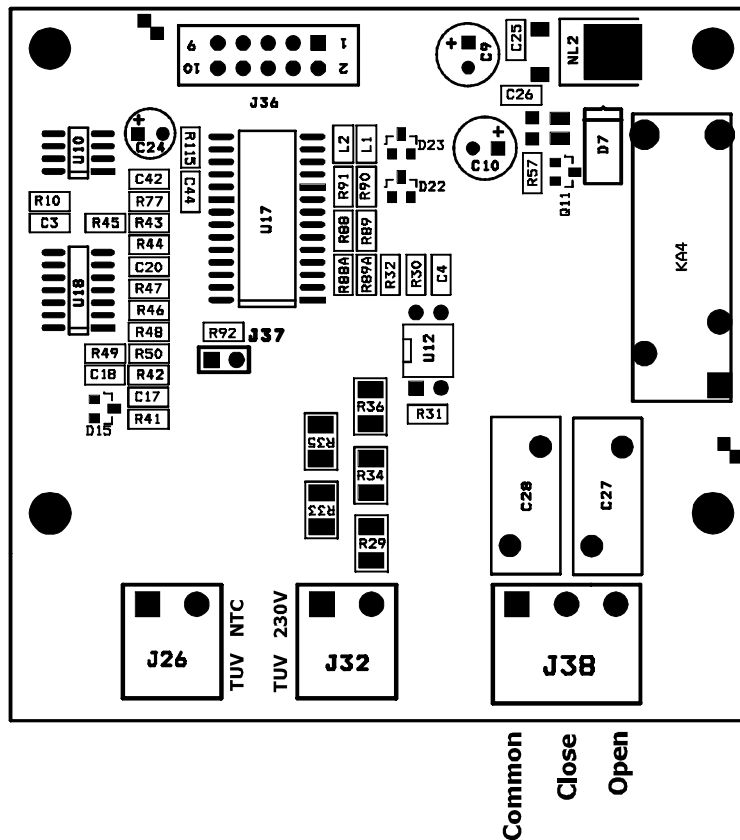 9 1
10 2
J36
+
C9
C25
NL2
C26
U10
+
C24
R115
L2
L1
D23
+
C10
R57
D7
C42
C44
R91
R90
D22
Q11
R10
R77
U17
C3
R45
R43
R88
R89
R44
KA4
U18
C20
R88A
R89A
R32
R30
C4
R47
R46
R48
R92
J37
U12
R49
R50
C18
R42
C17
R36
R31
D15
R41
R35
R34
C28
C27
R33
R29
J26
TUV NTC
TUV 230V
J32
J38
Common
Close
Open